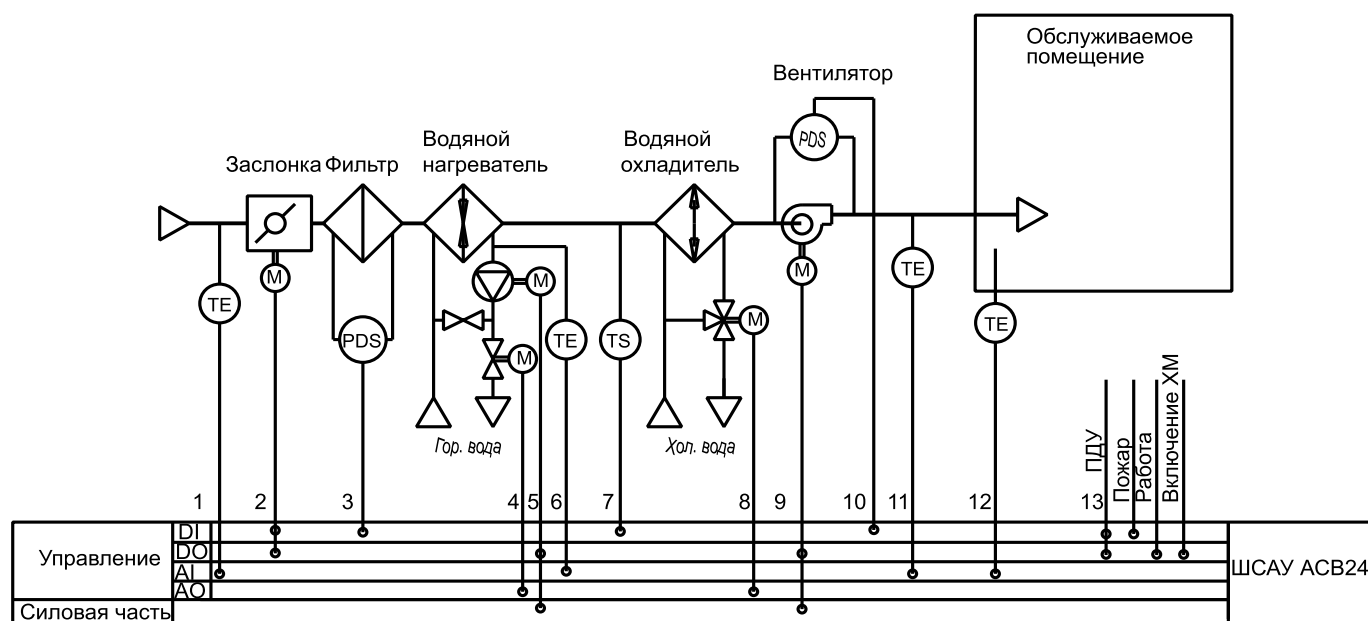 Обслуживаемое
помещение
Вентилятор
PDS
Водяной
нагреватель
Водяной
охладитель
Заслонка
Фильтр
TE
M
PDS
M
M
TE
TS
M
M
TE
TE
Гор. вода
Хол. вода
ПДУ
Пожар
Работа
Включение ХМ
1
2
3
4
5
6
7
8
9
10
11
12
13
Управление
DI
DO
AI
AO
Силовая часть
ШСАУ АСВ24